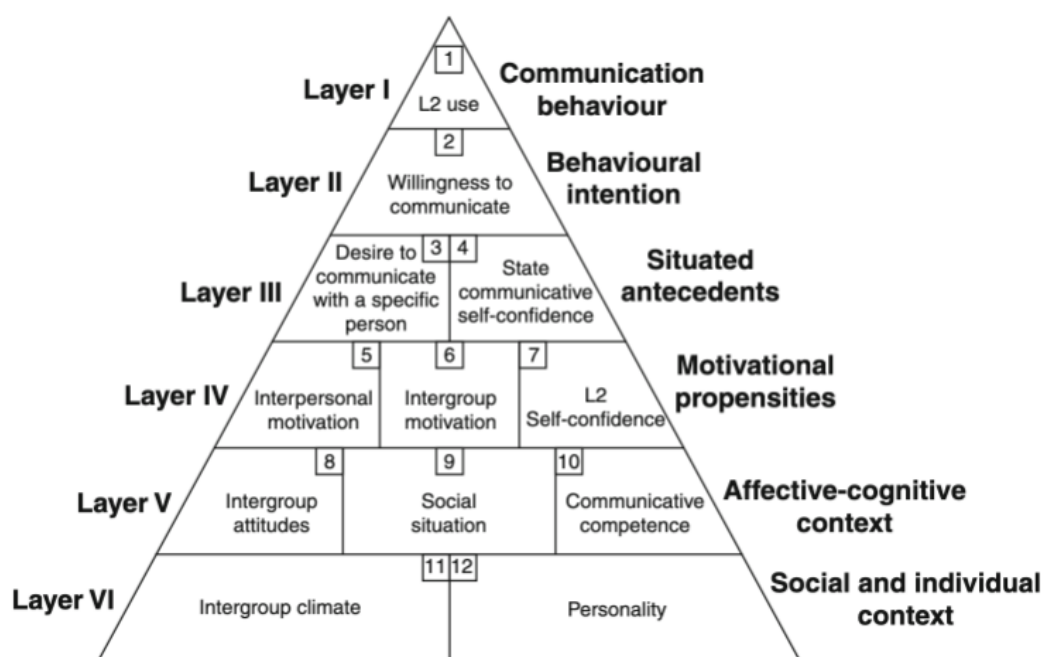 1
Layer I
L2 use
Communication
behaviour
2
Layer II
Willingness to
communicate
Behavioural
intention
3 4
Layer III
Desire to
communicate
with a specific
person
State
communicative
self-confidence
Situated
antecedents
5 6 7
Layer IV
Interpersonal
motivation
Intergroup
motivation
L2
Self-confidence
Motivational
propensities
8 9 10
Layer V
Intergroup
attitudes
Social
situation
Communicative
competence
Affective-cognitive
context
11 12
Layer VI
Intergroup climate
Personality
Social and individual
context